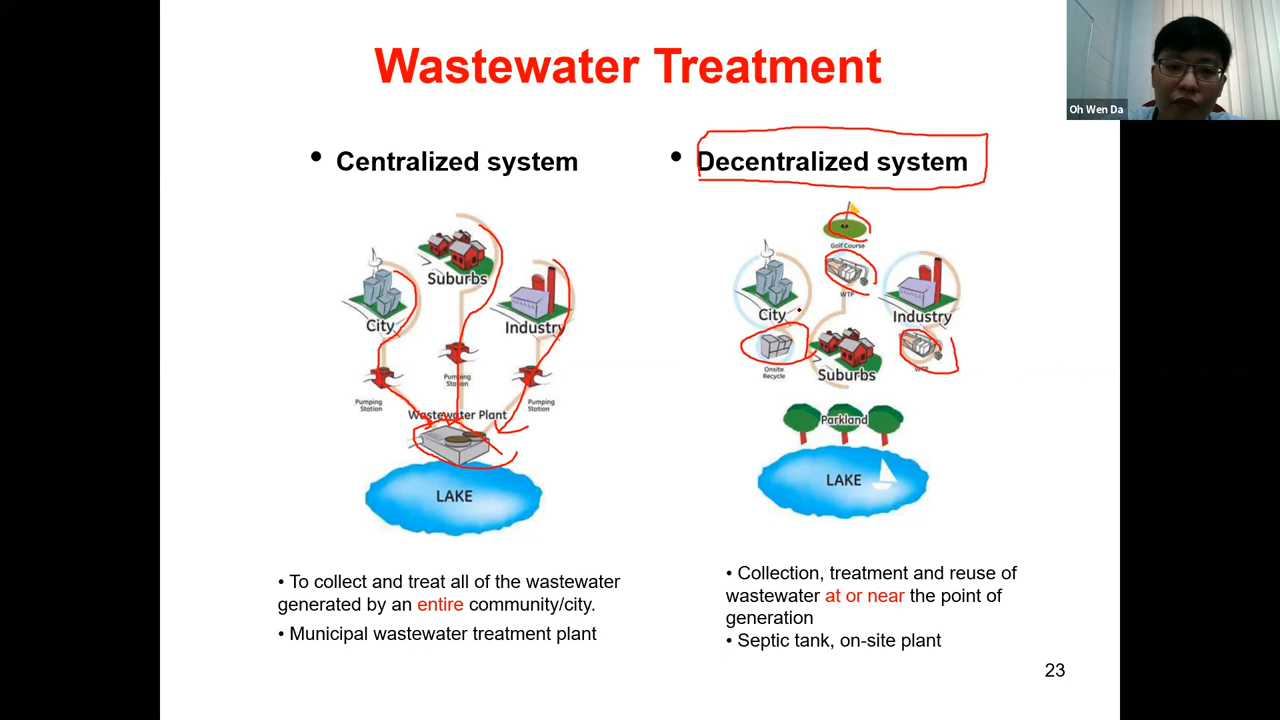 Wastewater Treatment
Oh Wen Da
• Centralized system
• Decentralized system
Suburbs
City
Industry
Pumping
Station
Pumping
Station
Pumping
Station
Wastewater Plant
LAKE
Golf Course
WTP
City
Industry
Onsite
Recycle
Suburbs
WTP
Parkland
LAKE
• To collect and treat all of the wastewater
generated by an entire community/city.
• Municipal wastewater treatment plant
• Collection, treatment and reuse of
wastewater at or near the point of
generation
• Septic tank, on-site plant
23